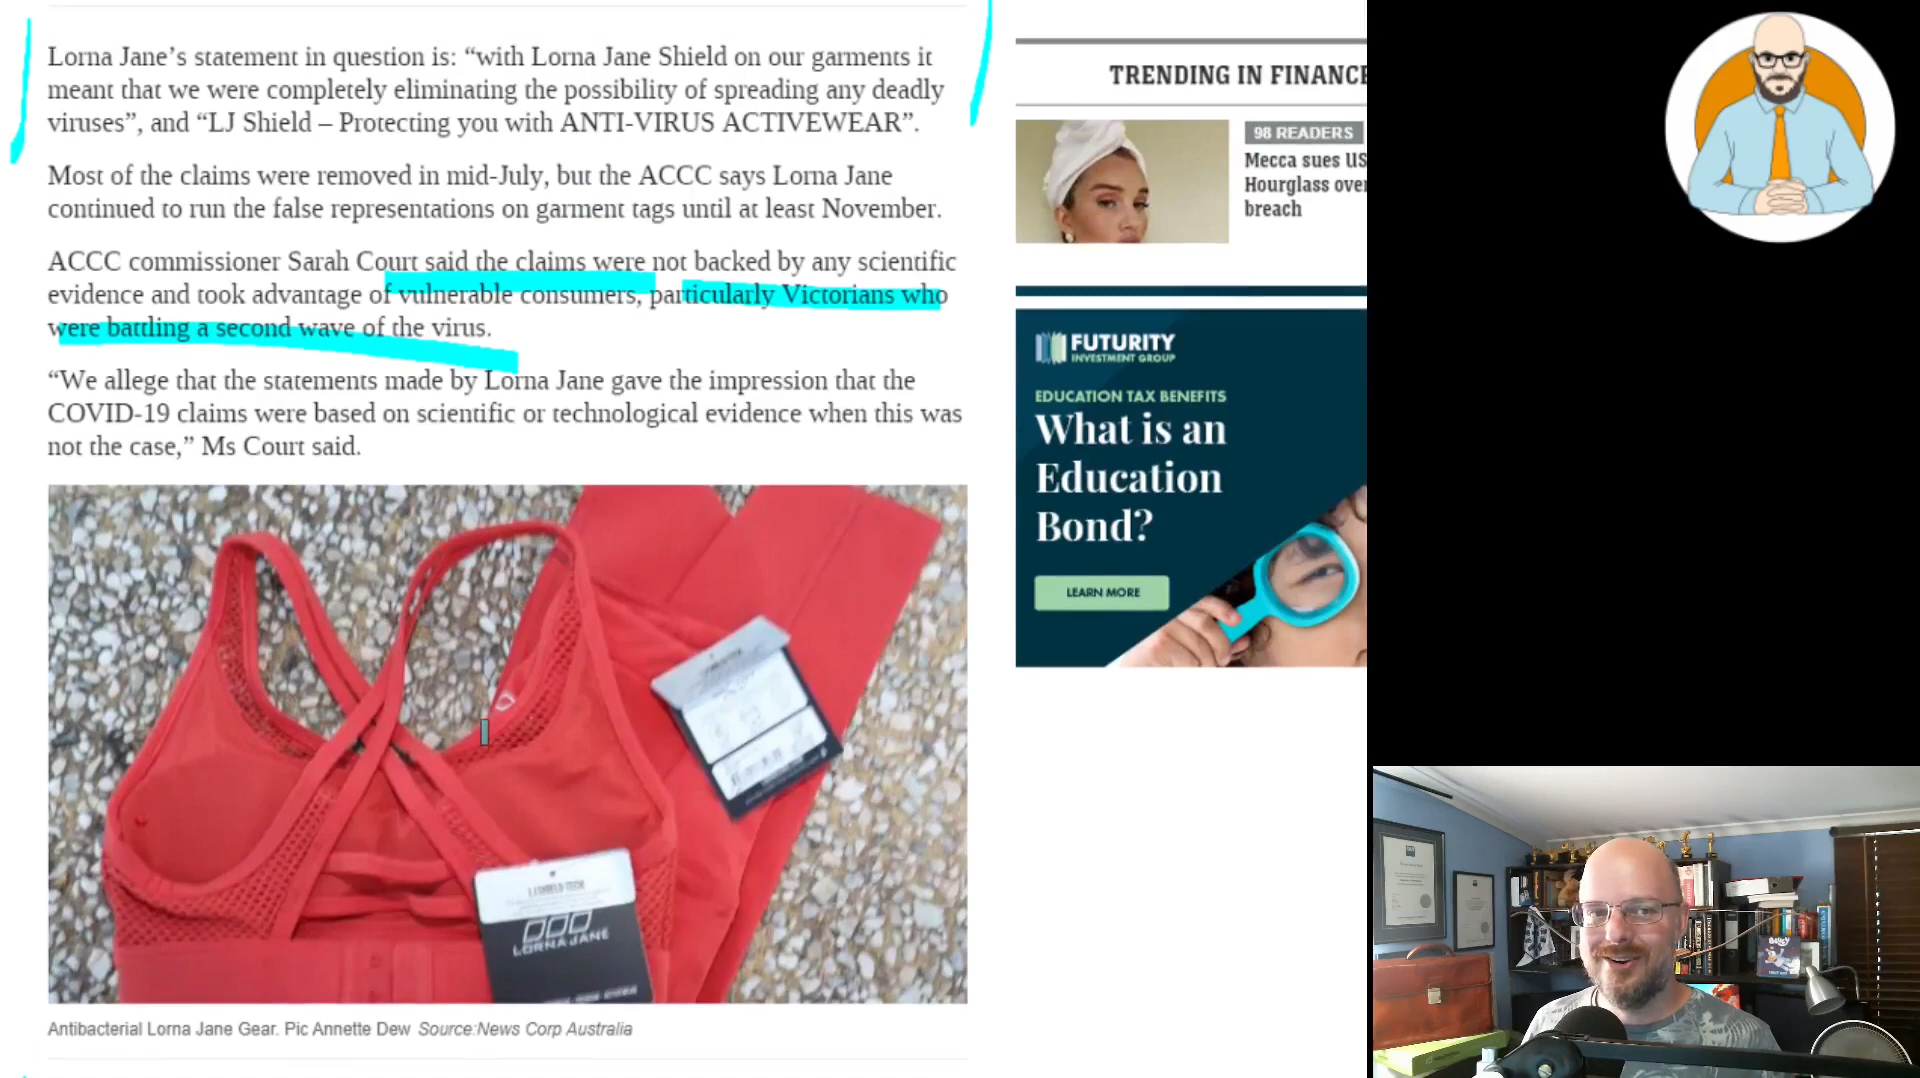 Lorna Jane’s statement in question is: “with Lorna Jane Shield on our garments it
meant that we were completely eliminating the possibility of spreading any deadly
viruses”, and “LJ Shield – Protecting you with ANTI-VIRUS ACTIVEWEAR”.
Most of the claims were removed in mid-July, but the ACCC says Lorna Jane
continued to run the false representations on garment tags until at least November.
ACCC commissioner Sarah Court said the claims were not backed by any scientific
evidence and took advantage of vulnerable consumers, particularly Victorians who
were battling a second wave of the virus.
“We allege that the statements made by Lorna Jane gave the impression that the
COVID-19 claims were based on scientific or technological evidence when this was
not the case,” Ms Court said.
LJ SHIELD TECH
LORNA JANE
Antibacterial Lorna Jane Gear. Pic Annette Dew Source:News Corp Australia
TRENDING IN FINANCE
98 READERS
Mecca sues US
Hourglass over
breach
FUTURITY
INVESTMENT GROUP
EDUCATION TAX BENEFITS
What is an
Education
Bond?
LEARN MORE
BLUEY